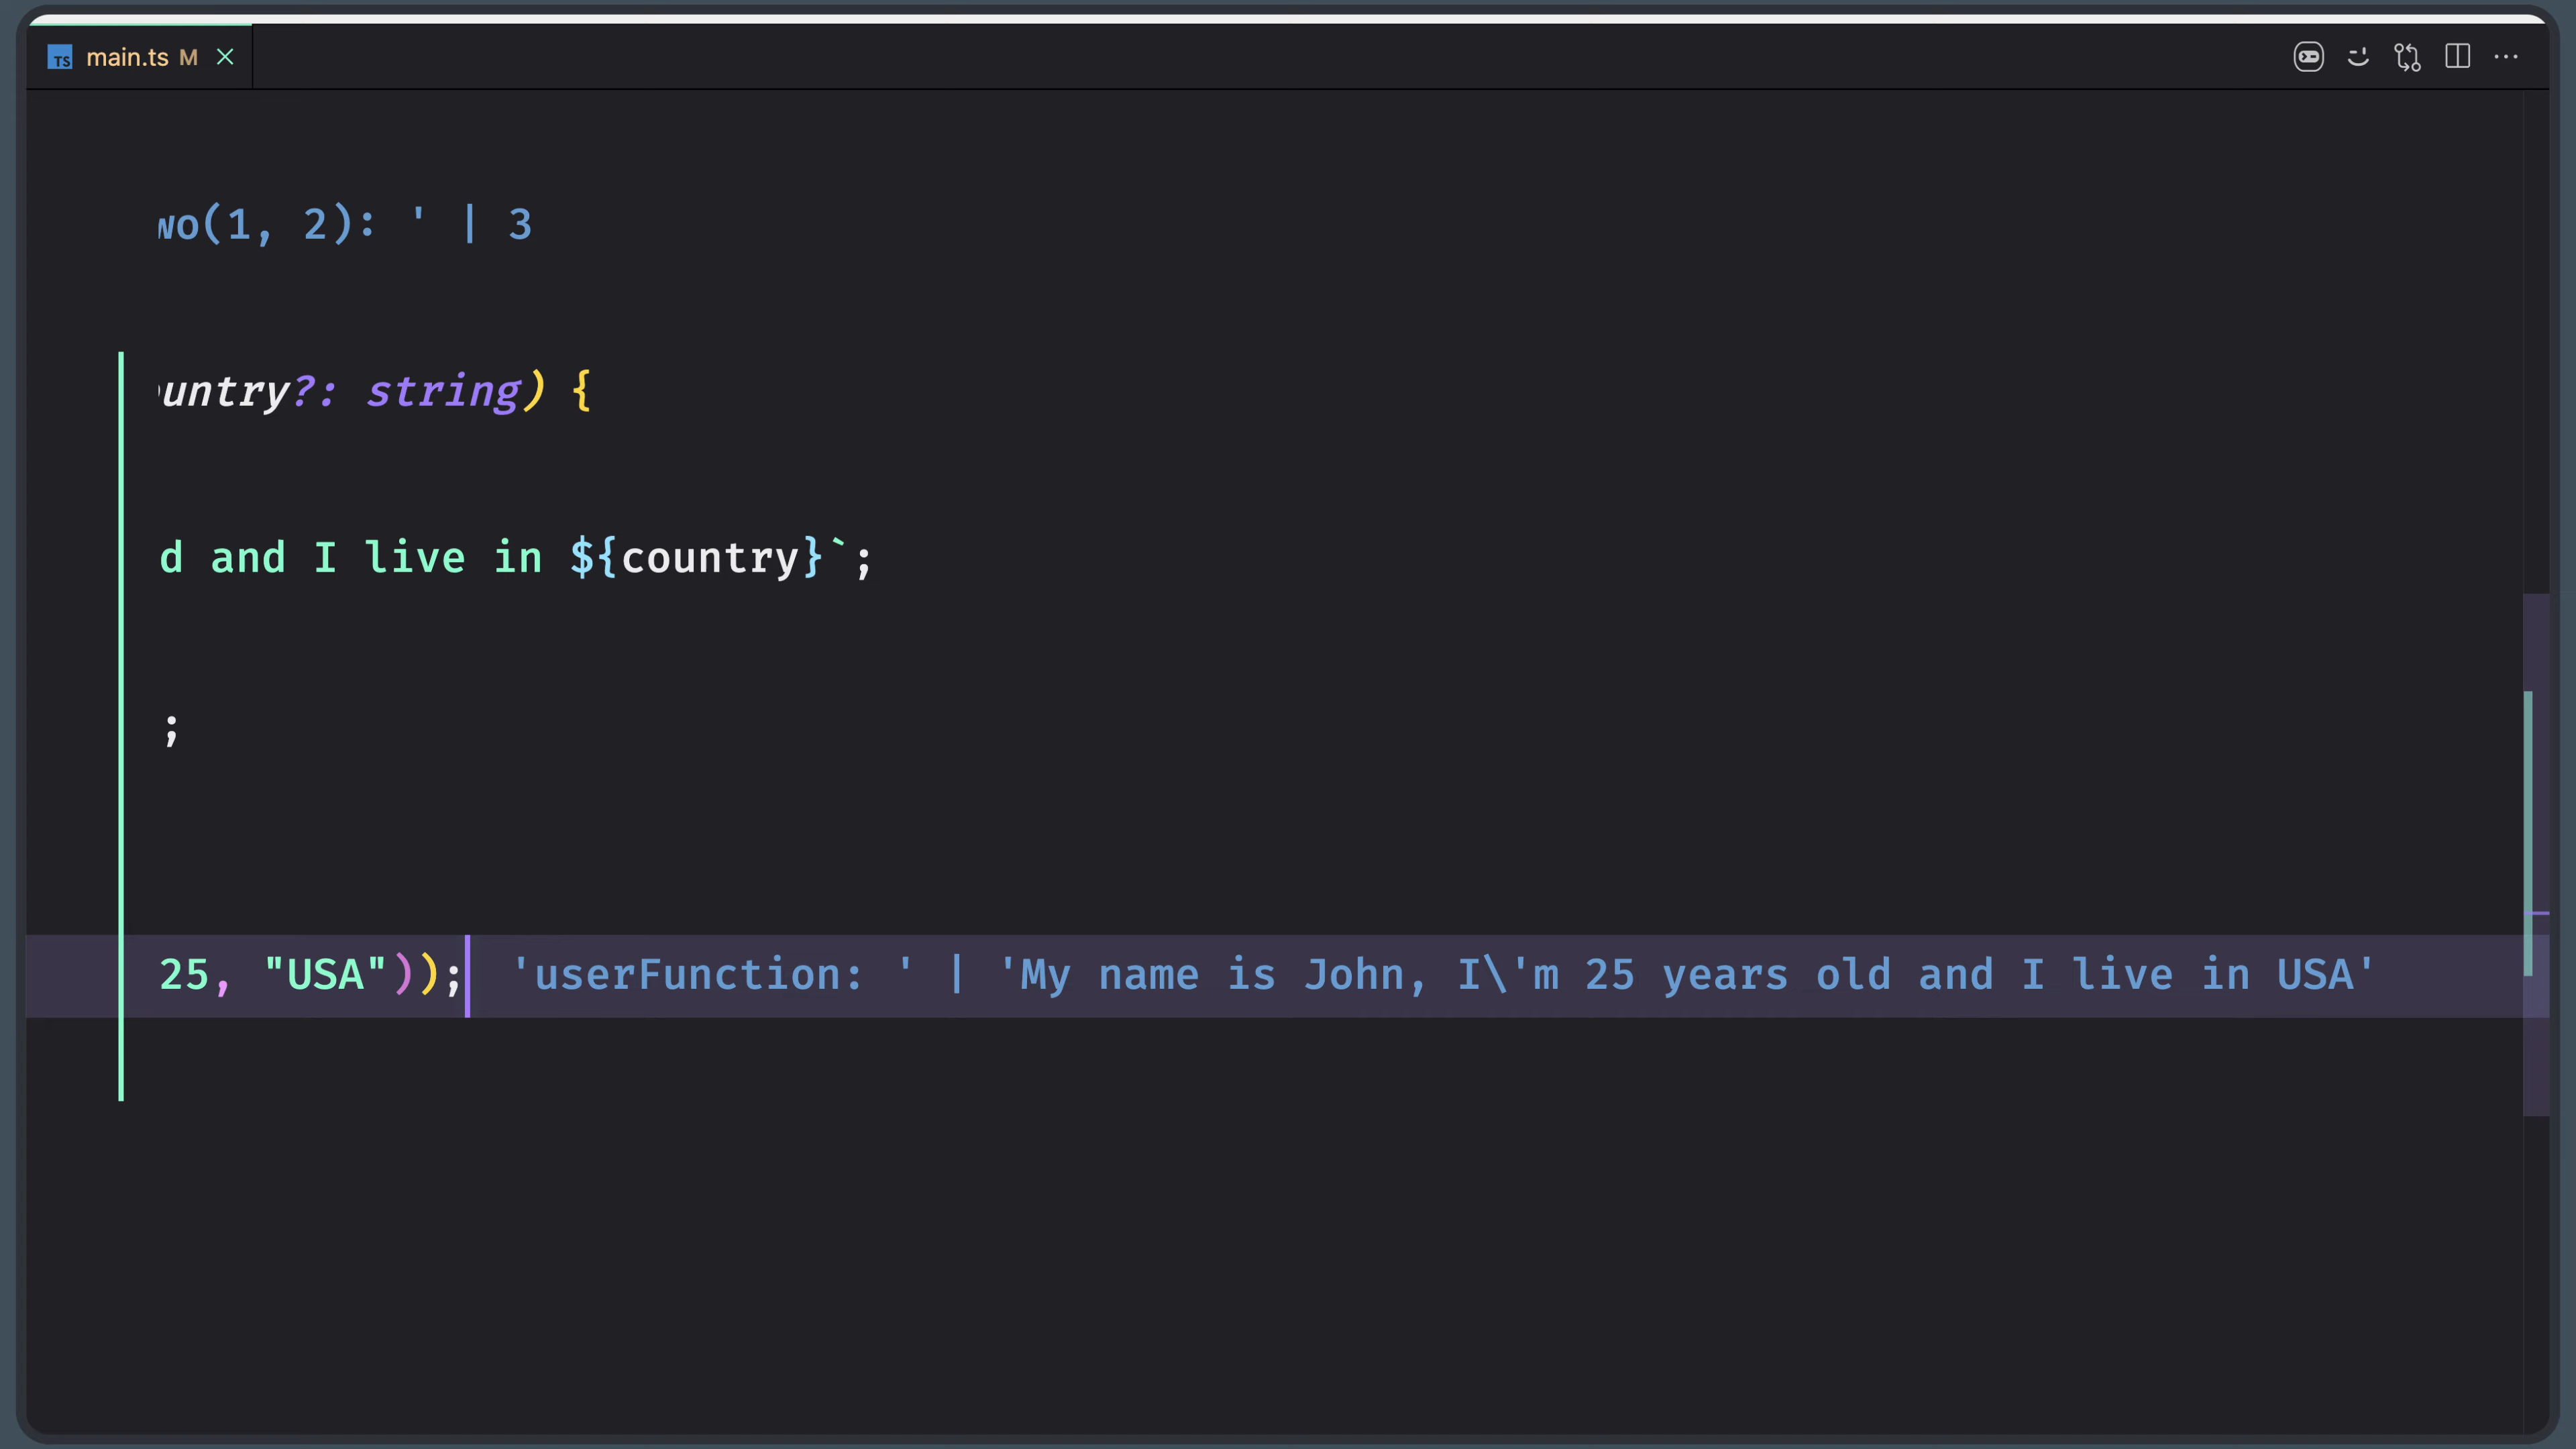 TS main.ts M
wo(1, 2): ' | 3
untry?: string) {
d and I live in ${country}`;
;
25, "USA")); 'userFunction: ' | 'My name is John, I\'m 25 years old and I live in USA'